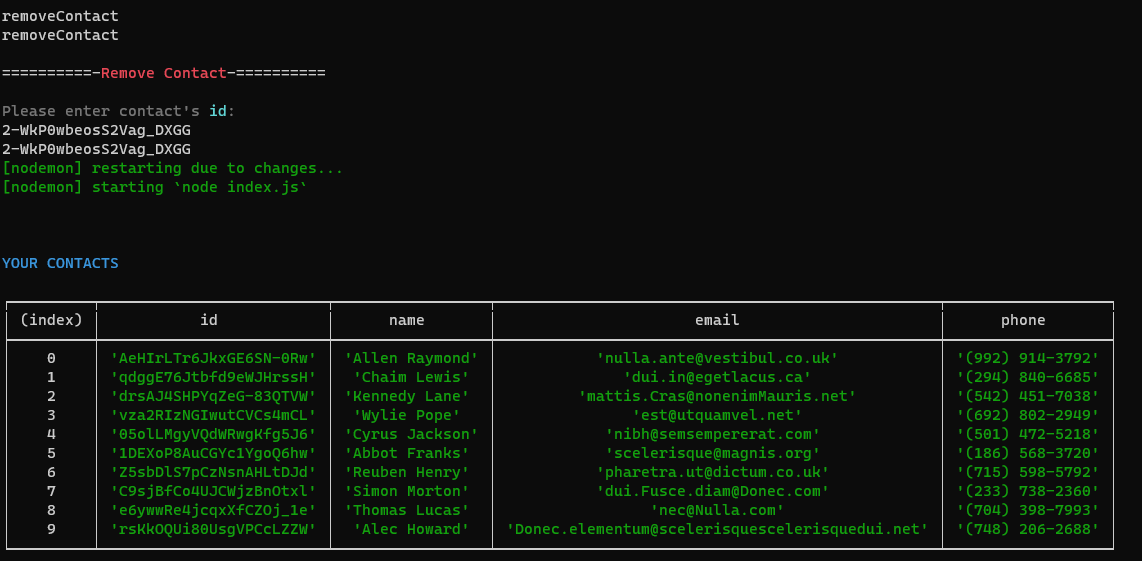 removeContact
removeContact
==========-Remove Contact-==========
Please enter contact's id:
2-WkP0wbeosS2Vag_DXGG
2-WkP0wbeosS2Vag_DXGG
[nodemon] restarting due to changes...
[nodemon] starting `node index.js`
YOUR CONTACTS
(index) id name email phone
0 'AeHIrLTr6JkxGE6SN-0Rw' 'Allen Raymond' 'nulla.ante@vestibul.co.uk' '(992) 914-3792'
1 'qdggE76Jtbfd9eWJHrssH' 'Chaim Lewis' 'dui.in@egetlacus.ca' '(294) 840-6685'
2 'drsAJ4SHPYqZeG-83QTVW' 'Kennedy Lane' 'mattis.Cras@nonenimMauris.net' '(542) 451-7038'
3 'vza2RIzNGIwutCVCs4mCL' 'Wylie Pope' 'est@utquamvel.net' '(692) 802-2949'
4 '05olLMgyVQdWRwgKfg5J6' 'Cyrus Jackson' 'nibh@semsempererat.com' '(501) 472-5218'
5 '1DEXoP8AuCGYc1YgoQ6hw' 'Abbot Franks' 'scelerisque@magnis.org' '(186) 568-3720'
6 'Z5sbDlS7pCzNsnAHLtDJd' 'Reuben Henry' 'pharetra.ut@dictum.co.uk' '(715) 598-5792'
7 'C9sjBfCo4UJCWjzBnOtxl' 'Simon Morton' 'dui.Fusce.diam@Donec.com' '(233) 738-2360'
8 'e6ywwRe4jcqxXfCZOj_1e' 'Thomas Lucas' 'nec@Nulla.com' '(704) 398-7993'
9 'rsKkOQUi80UsgVPCcLZZW' 'Alec Howard' 'Donec.elementum@scelerisquescelerisquedui.net' '(748) 206-2688'